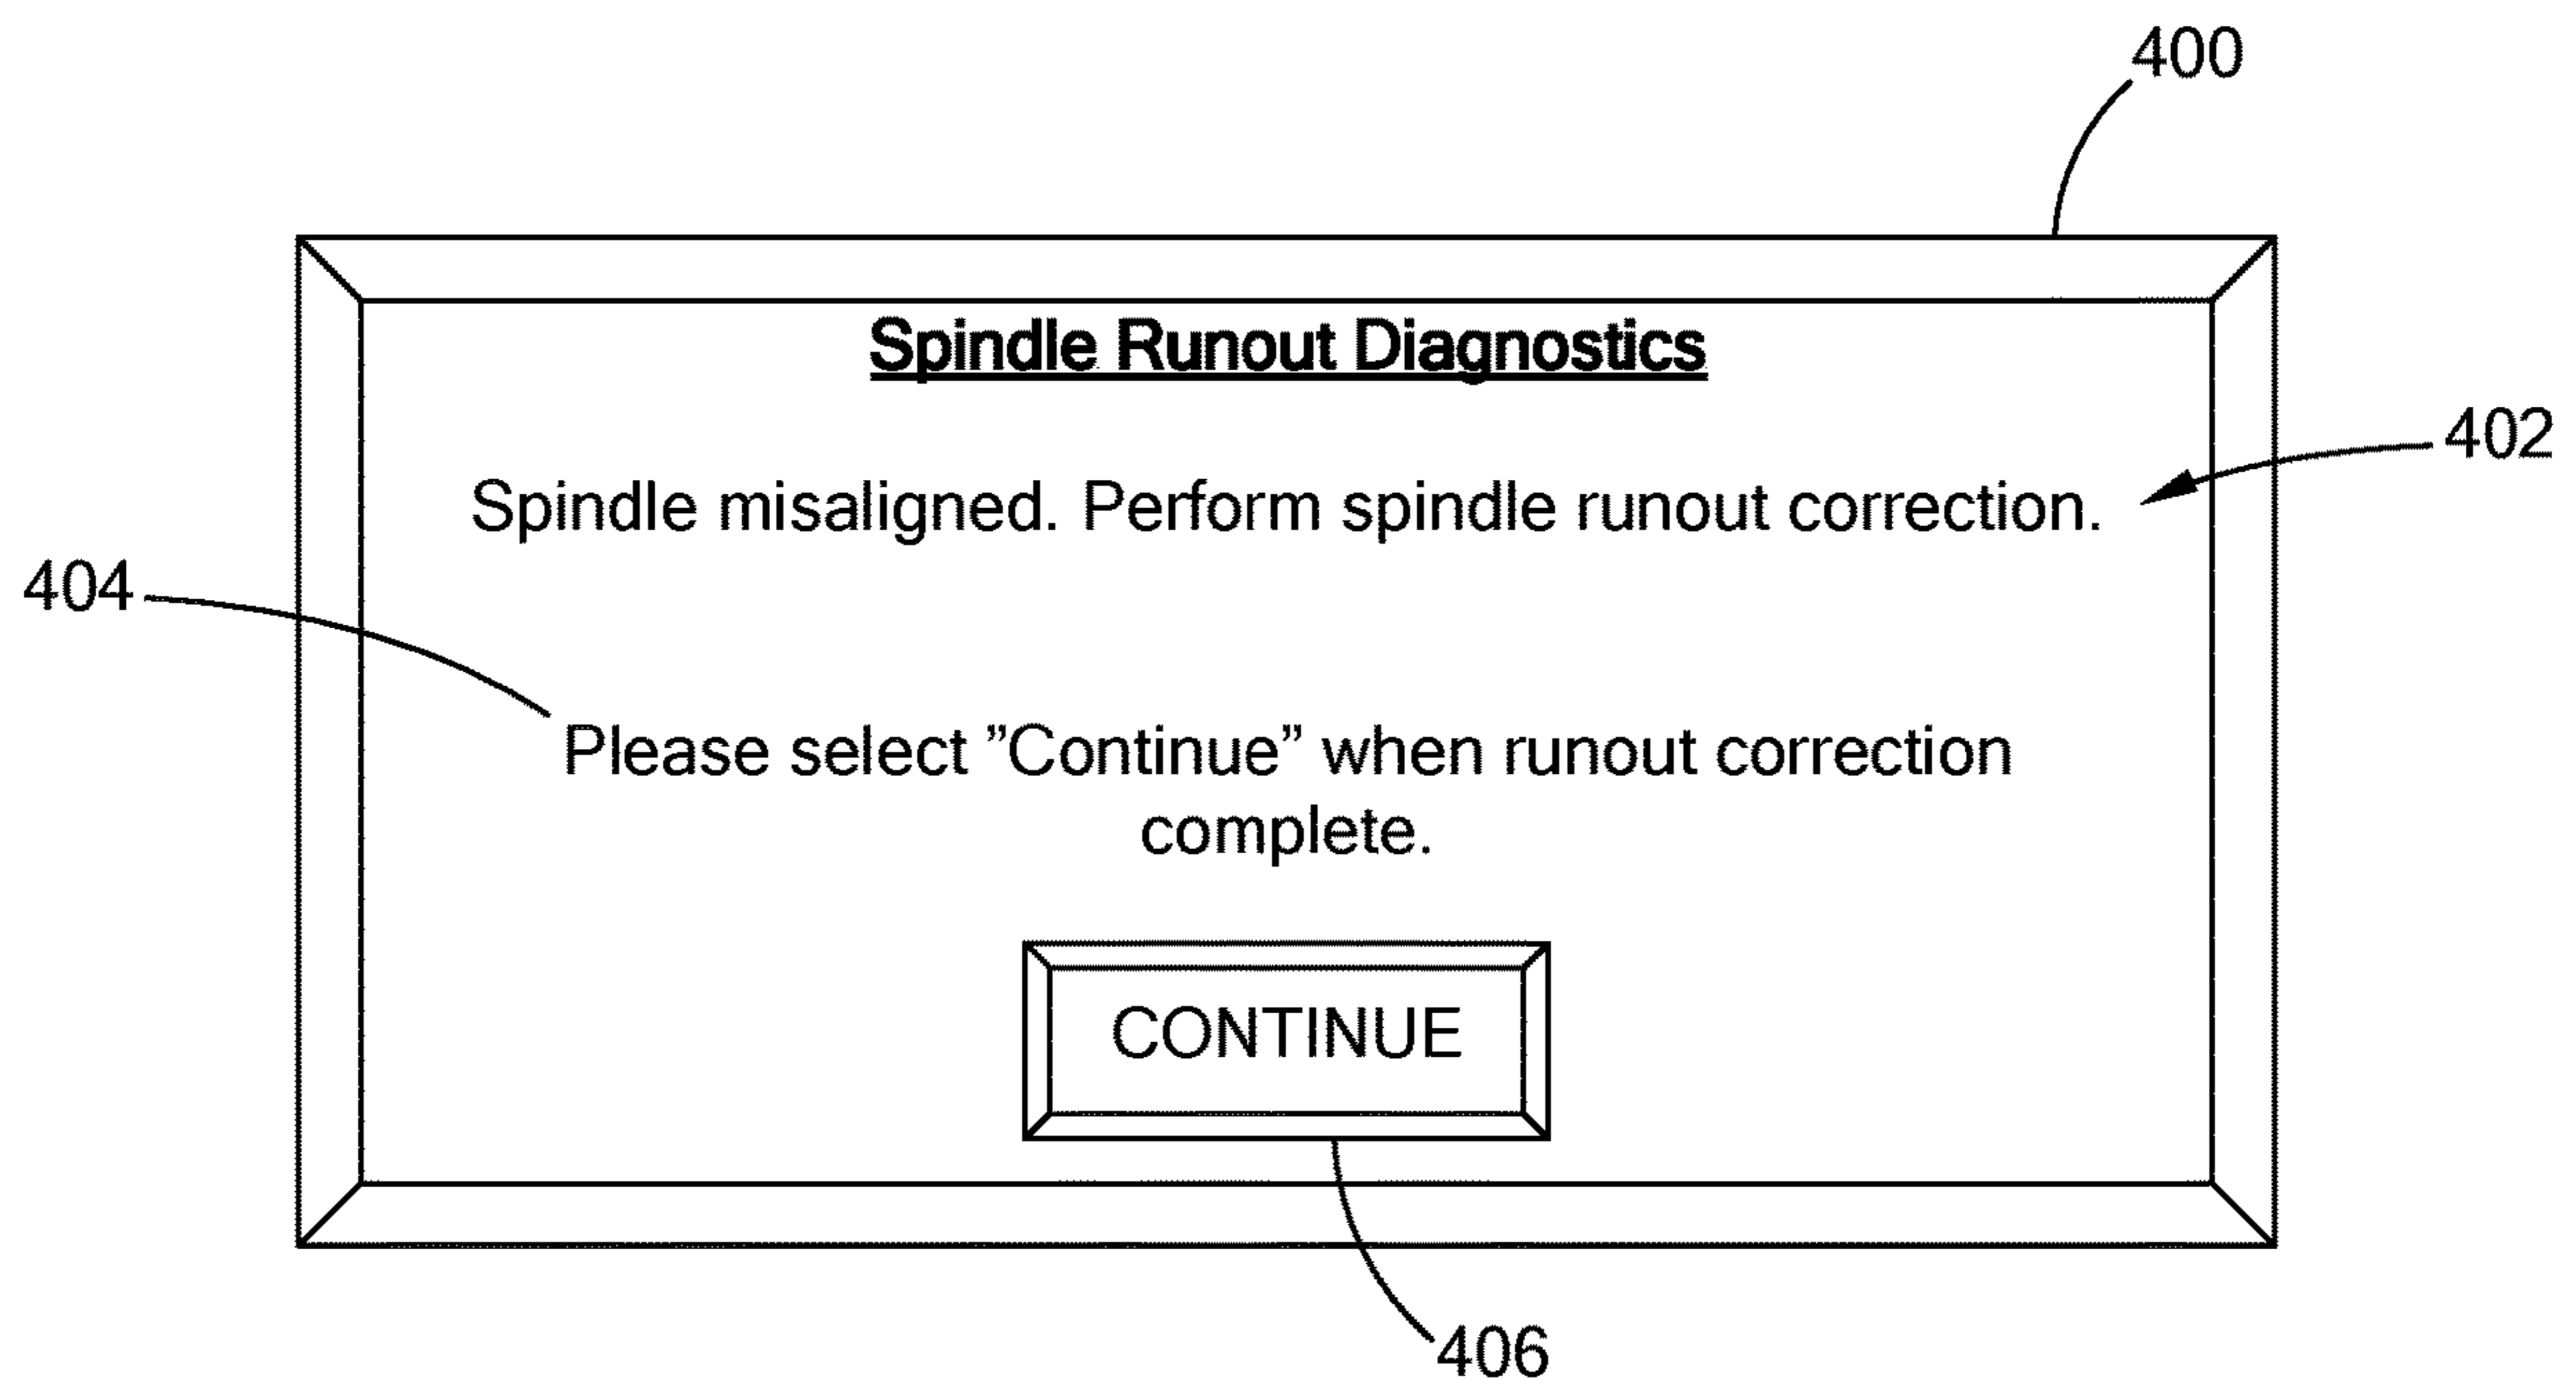 400
Spindle Runout Diagnostics
402
Spindle misaligned. Perform spindle runout correction.
404
Please select ”Continue” when runout correction
complete.
CONTINUE
406